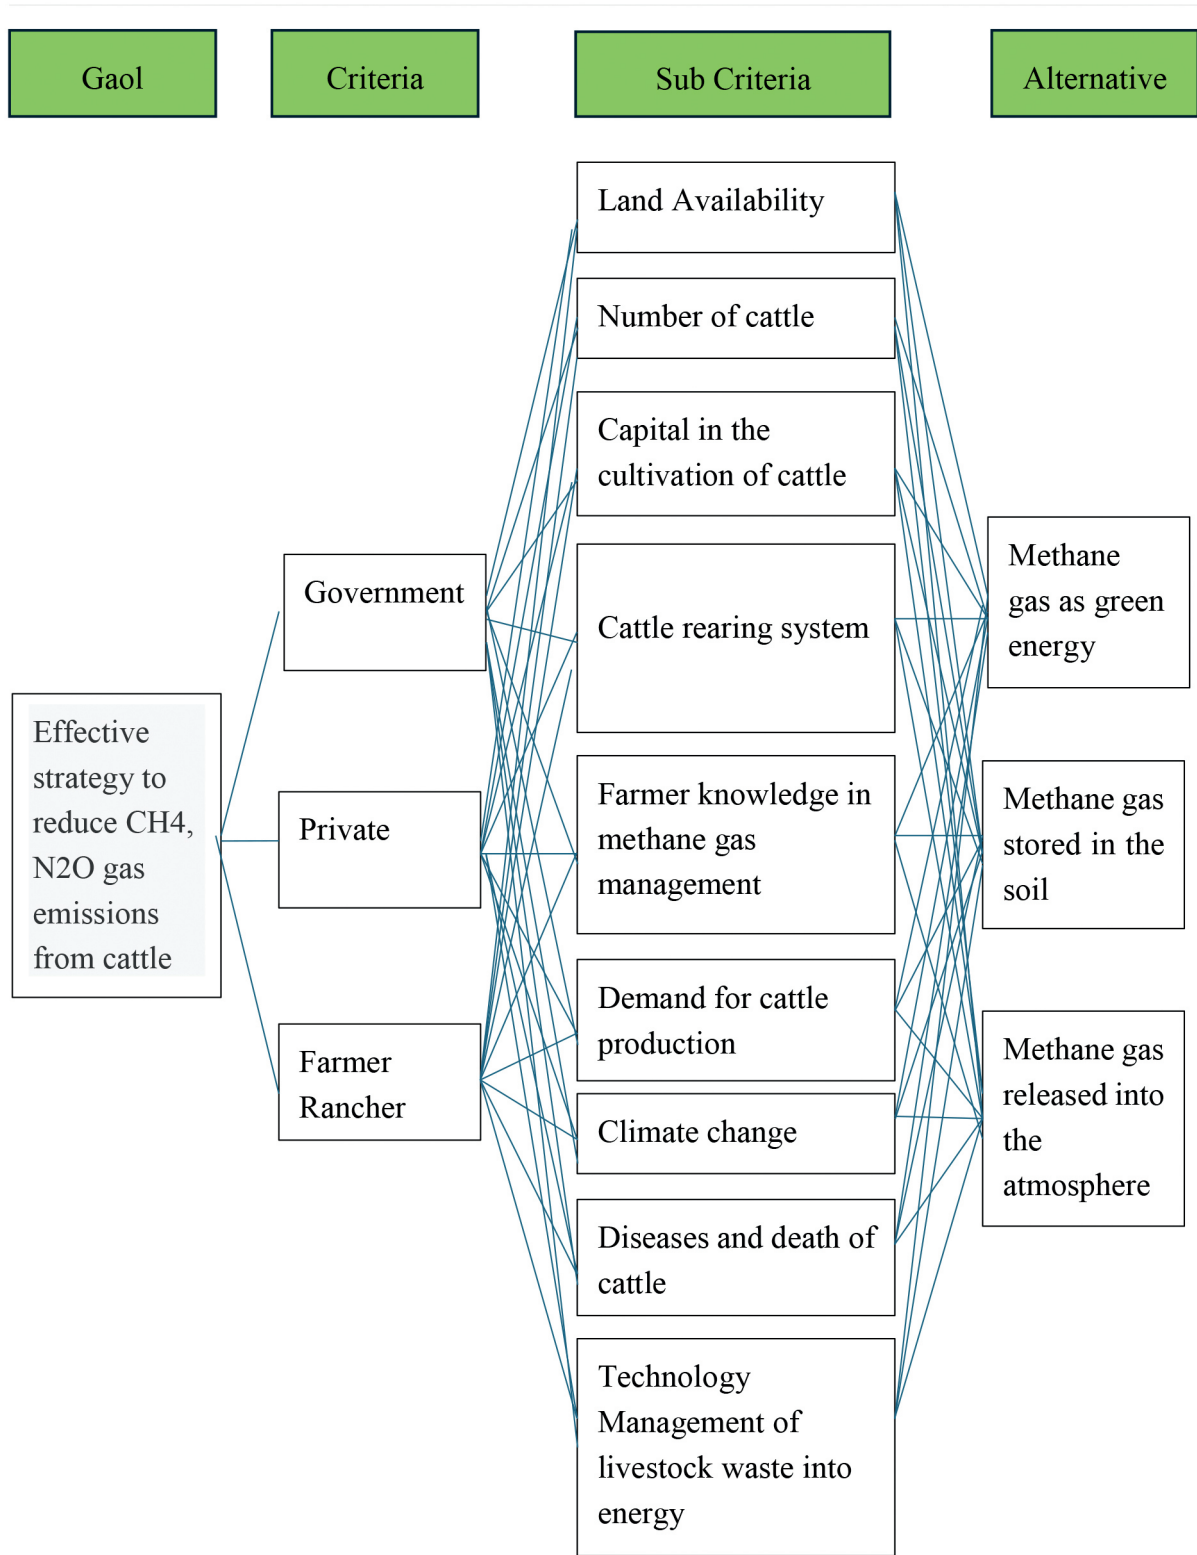 Gaol
Criteria
Sub Criteria
Alternative
Effective
strategy to
reduce CH4,
N2O gas
emissions
from cattle
Government
Private
Farmer
Rancher
Land Availability
Number of cattle
Capital in the
cultivation of cattle
Cattle rearing system
Farmer knowledge in
methane gas
management
Demand for cattle
production
Climate change
Diseases and death of
cattle
Technology
Management of
livestock waste into
energy
Methane
gas as green
energy
Methane gas
stored in the
soil
Methane gas
released into
the
atmosphere